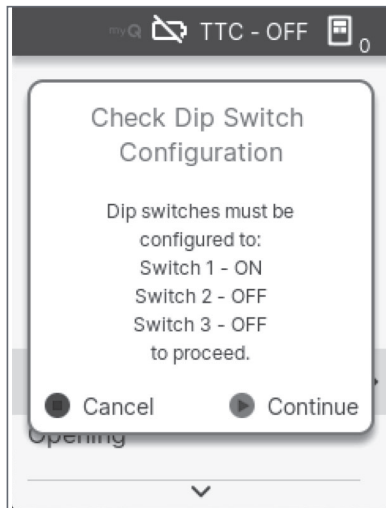 myQ TTC - OFF 0
Check Dip Switch
Configuration
Dip switches must be
configured to:
Switch 1 - ON
Switch 2 - OFF
Switch 3 - OFF
to proceed.
Cancel Continue
Opening